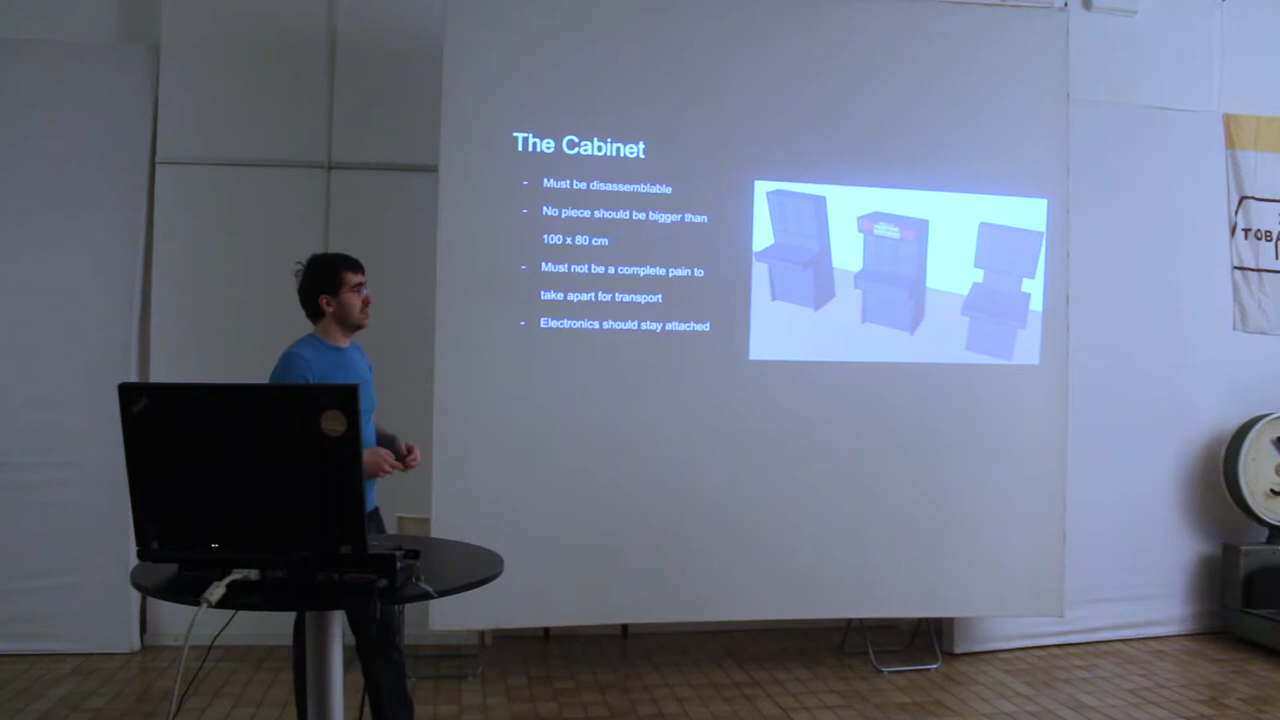 The Cabinet
- Must be disassemblable
- No piece should be bigger than
100 x 80 cm
- Must not be a complete pain to
take apart for transport
- Electronics should stay attached